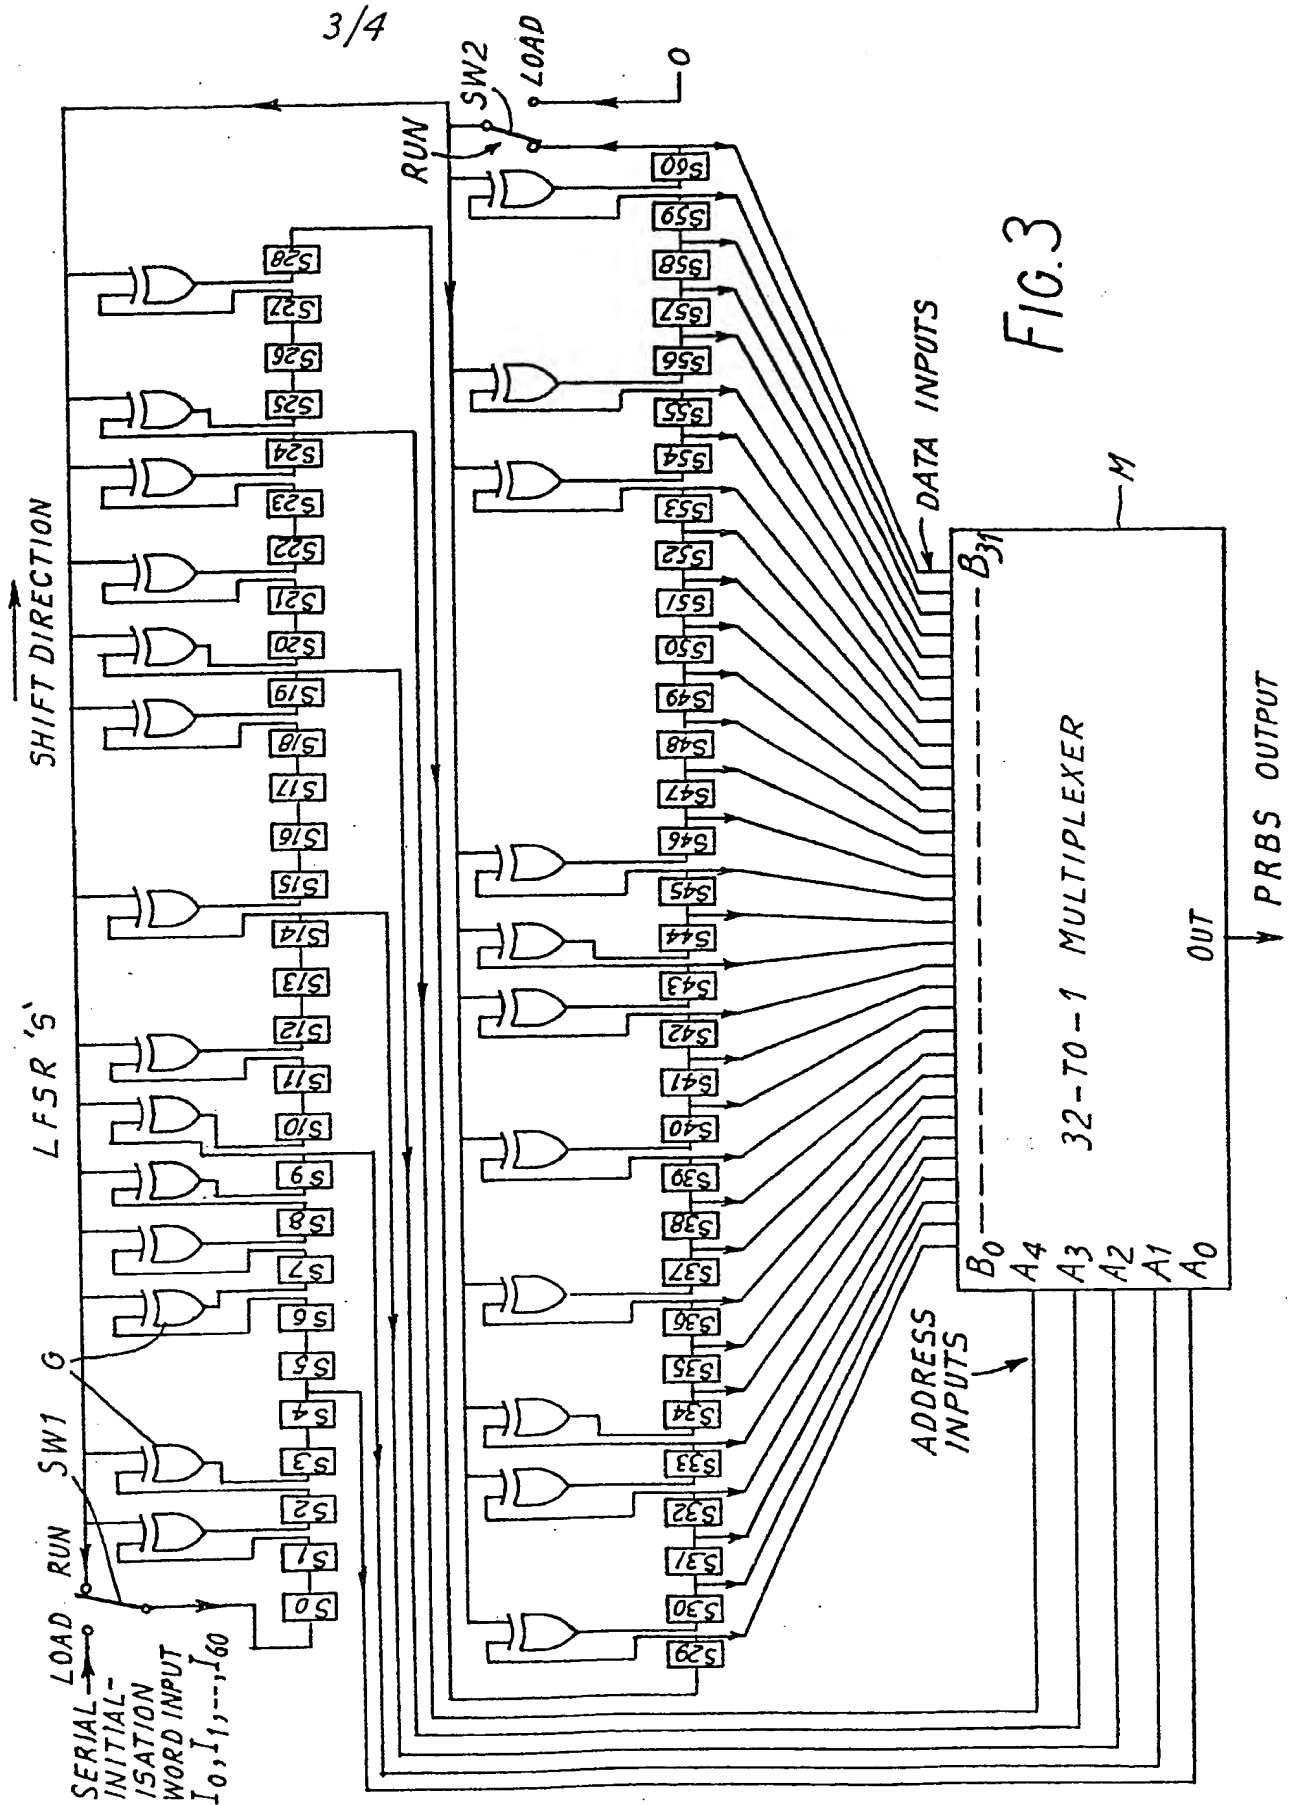 3/4
SHIFT DIRECTION
LFSR 'S'
SERIAL
INITIAL-
ISATION
WORD INPUT
I0, I1,--, I60
LOAD
RUN
SW1
G
S0
S1
S2
S3
S4
S5
S6
S7
S8
S9
S10
S11
S12
S13
S14
S15
S16
S17
S18
S19
S20
S21
S22
S23
S24
S25
S26
S27
S28
RUN
SW2
LOAD
0
S29
S30
S31
S32
S33
S34
S35
S36
S37
S38
S39
S40
S41
S42
S43
S44
S45
S46
S47
S48
S49
S50
S51
S52
S53
S54
S55
S56
S57
S58
S59
S60
DATA INPUTS
ADDRESS
INPUTS
B0
B31
A4
A3
A2
A1
A0
32-TO-1 MULTIPLEXER
M
OUT
PRBS OUTPUT
FIG.3